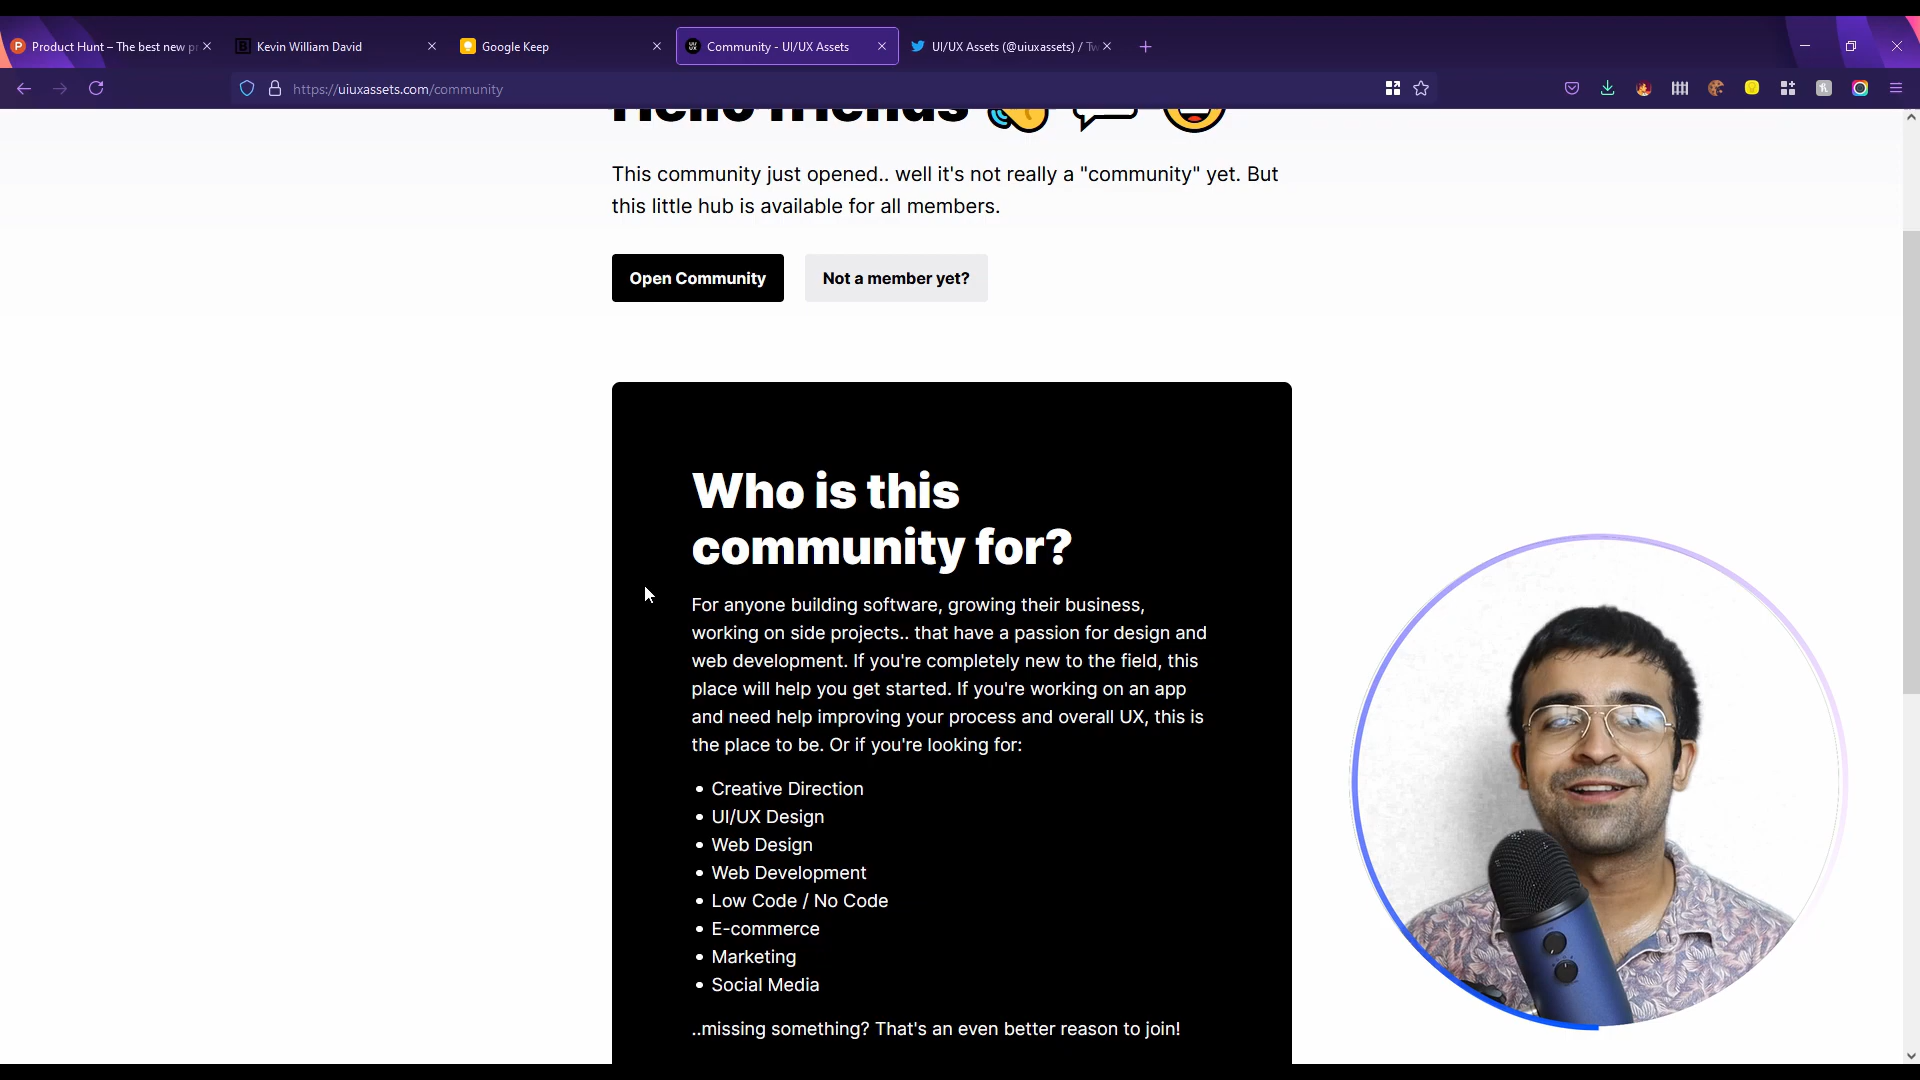 Product Hunt – The best new pr
Kevin William David
Google Keep
Community - UI/UX Assets
UI/UX Assets (@uiuxassets) / Tw
https://uiuxassets.com/community
Hello friends
This community just opened.. well it's not really a "community" yet. But
this little hub is available for all members.
Open Community
Not a member yet?
Who is this
community for?
For anyone building software, growing their business,
working on side projects.. that have a passion for design and
web development. If you're completely new to the field, this
place will help you get started. If you're working on an app
and need help improving your process and overall UX, this is
the place to be. Or if you're looking for:
• Creative Direction
• UI/UX Design
• Web Design
• Web Development
• Low Code / No Code
• E-commerce
• Marketing
• Social Media
..missing something? That's an even better reason to join!